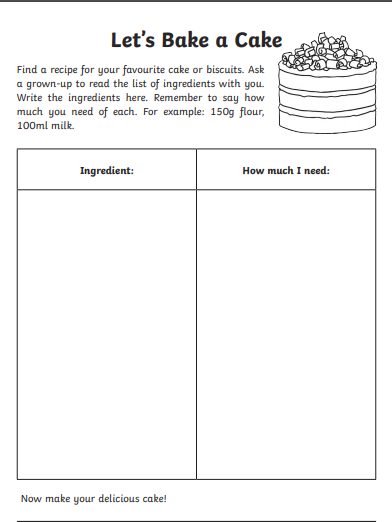 Let's Bake a Cake
Find a recipe for your favourite cake or biscuits. Ask
a grown-up to read the list of ingredients with you.
Write the ingredients here. Remember to say how
much you need of each. For example: 150g flour,
100ml milk.
Ingredient:
How much I need:
Now make your delicious cake!